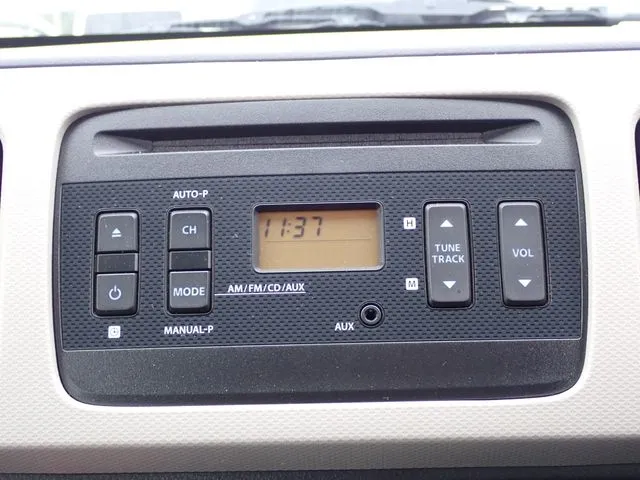 AUTO-P
CH
MODE
MANUAL-P
AM/FM/CD/AUX
11:37
AUX
H
M
TUNE
TRACK
VOL